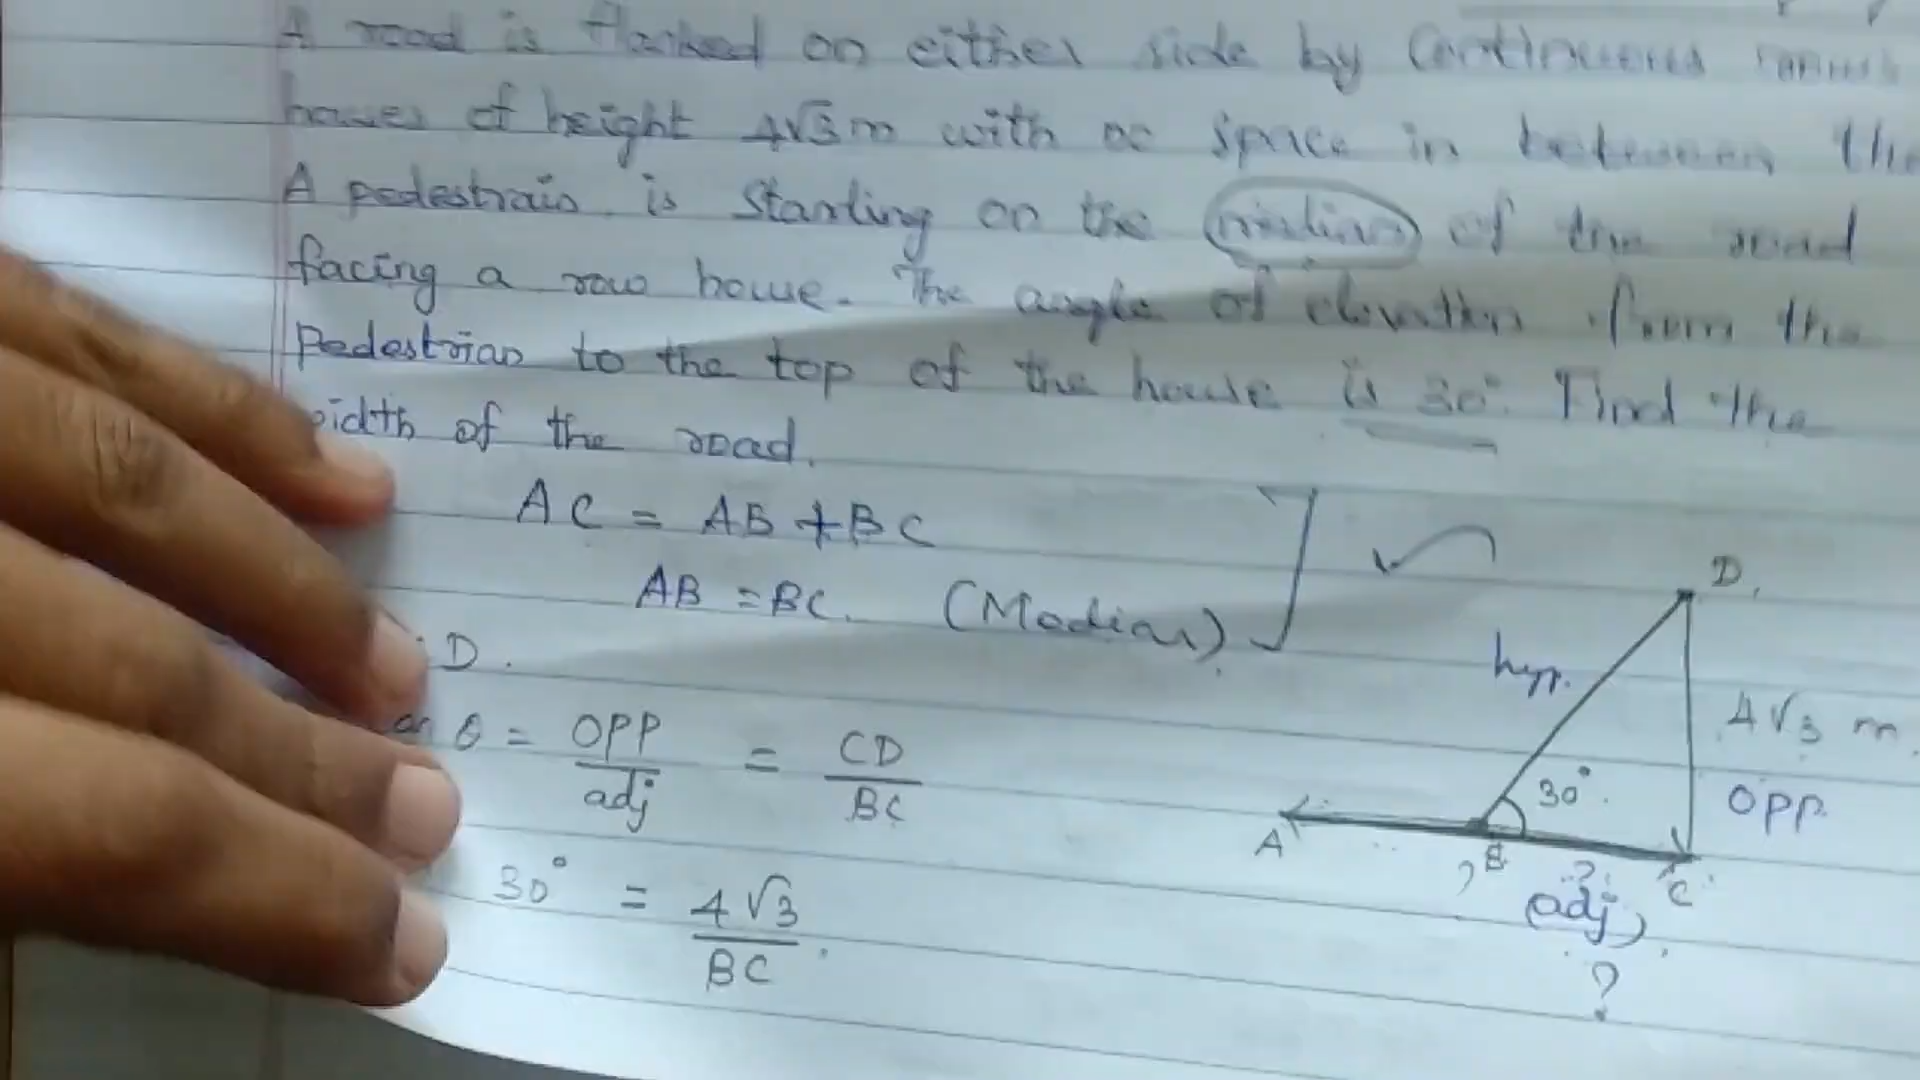 A road is flanked on either side by Continuous
houses of height 4√3 m with no space in between the
A pedestrain is Standing on the median of the road
facing a row house. The angle of elevation from the
Pedestrian to the top of the house is 30°. Find the
width of the road.
AC = AB + BC
AB = BC. (Median)
D.
θ = OPP/adj = CD/BC
30° = 4√3/BC
D
hyp.
4√3 m
30°.
OPP.
A
? B
?
C
(adj)
?